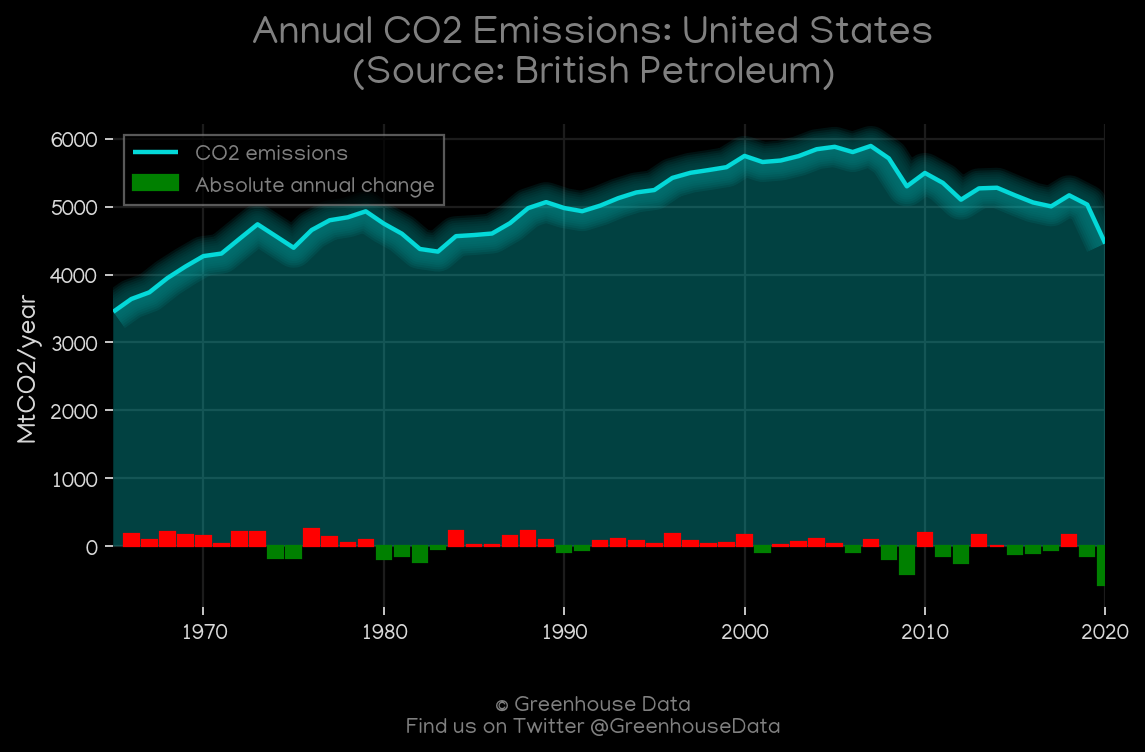 Annual CO2 Emissions: United States
(Source: British Petroleum)
6000
CO2 emissions
Absolute annual change
5000
4000
3000
MtCO2/year
2000
1000
0
1970 1980 1990 2000 2010 2020
© Greenhouse Data
Find us on Twitter @GreenhouseData